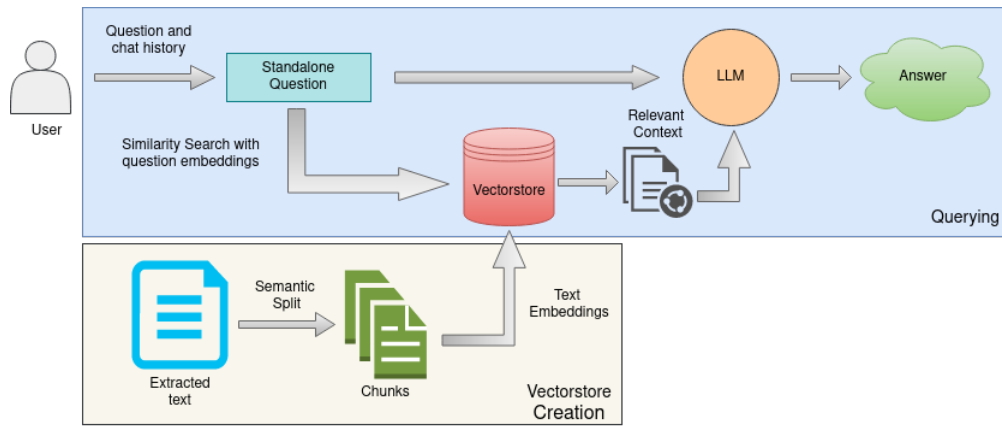 Question and
chat history
User
Standalone
Question
LLM
Answer
Similarity Search with
question embeddings
Vectorstore
Relevant
Context
Querying
Extracted
text
Semantic
Split
Chunks
Text
Embeddings
Vectorstore
Creation